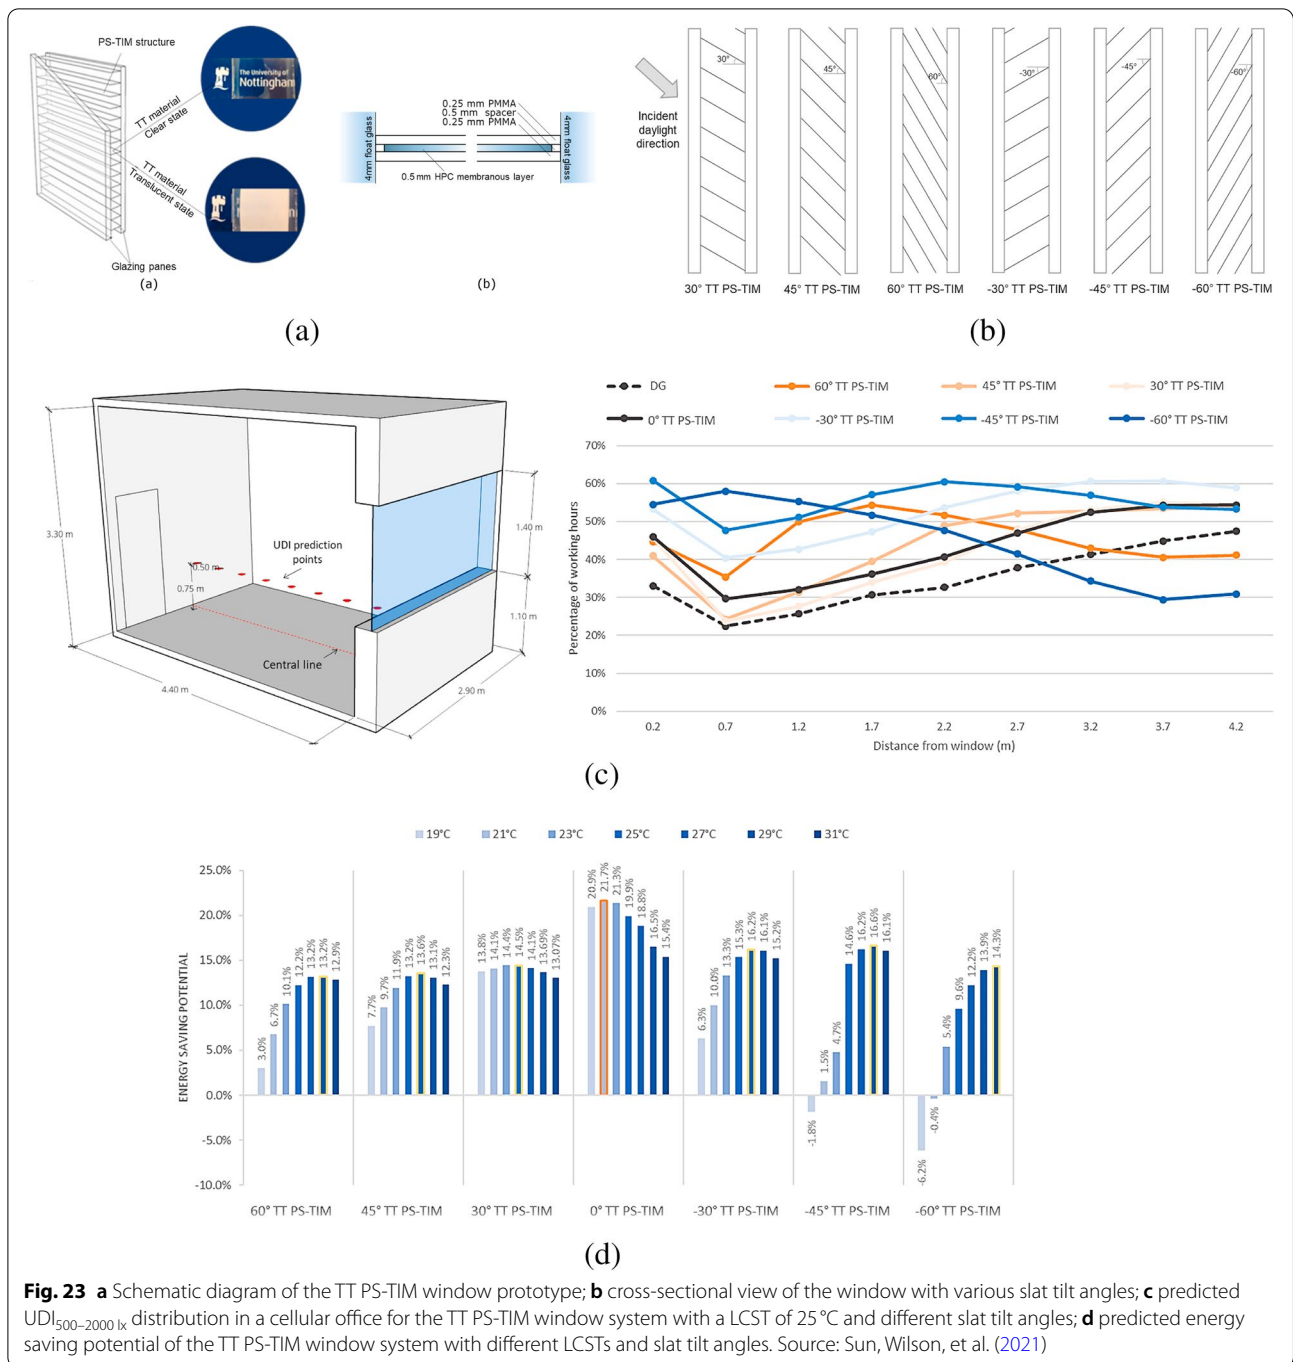 PS-TIM structure
The University of
Nottingham
TT material
Clear state
TT material
Translucent state
Glazing panes
(a)
4mm float glass
0.25 mm PMMA
0.5 mm spacer
0.25 mm PMMA
4mm float glass
0.5 mm HPC membranous layer
(b)
Incident
daylight
direction
30°
45°
60°
-30°
-45°
-60°
30° TT PS-TIM
45° TT PS-TIM
60° TT PS-TIM
-30° TT PS-TIM
-45° TT PS-TIM
-60° TT PS-TIM
(a)
(b)
3.30 m
0.50 m
0.75 m
UDI prediction
points
1.40 m
1.10 m
Central line
4.40 m
2.90 m
DG
60° TT PS-TIM
45° TT PS-TIM
30° TT PS-TIM
0° TT PS-TIM
-30° TT PS-TIM
-45° TT PS-TIM
-60° TT PS-TIM
Percentage of working hours
70%
60%
50%
40%
30%
20%
10%
0%
0.2 0.7 1.2 1.7 2.2 2.7 3.2 3.7 4.2
Distance from window (m)
(c)
19°C 21°C 23°C 25°C 27°C 29°C 31°C
ENERGY SAVING POTENTIAL
25.0%
20.0%
15.0%
10.0%
5.0%
0.0%
-5.0%
-10.0%
3.0% 6.7% 10.1% 12.2% 13.2% 13.2% 12.9%
7.7% 9.7% 11.9% 13.2% 13.6% 13.1% 12.3%
13.8% 14.1% 14.4% 14.5% 14.1% 13.69% 13.07%
20.9% 21.7% 21.3% 19.9% 18.8% 16.5% 15.4%
6.3% 10.0% 13.3% 15.3% 16.2% 16.1% 15.2%
-1.8% 1.5% 4.7% 14.6% 16.2% 16.6% 16.1%
-6.2% -0.4% 5.4% 9.6% 12.2% 13.9% 14.3%
60° TT PS-TIM 45° TT PS-TIM 30° TT PS-TIM 0° TT PS-TIM -30° TT PS-TIM -45° TT PS-TIM -60° TT PS-TIM
(d)
Fig. 23 a Schematic diagram of the TT PS-TIM window prototype; b cross-sectional view of the window with various slat tilt angles; c predicted
UDI500–2000 lx distribution in a cellular office for the TT PS-TIM window system with a LCST of 25 °C and different slat tilt angles; d predicted energy
saving potential of the TT PS-TIM window system with different LCSTs and slat tilt angles. Source: Sun, Wilson, et al. (2021)